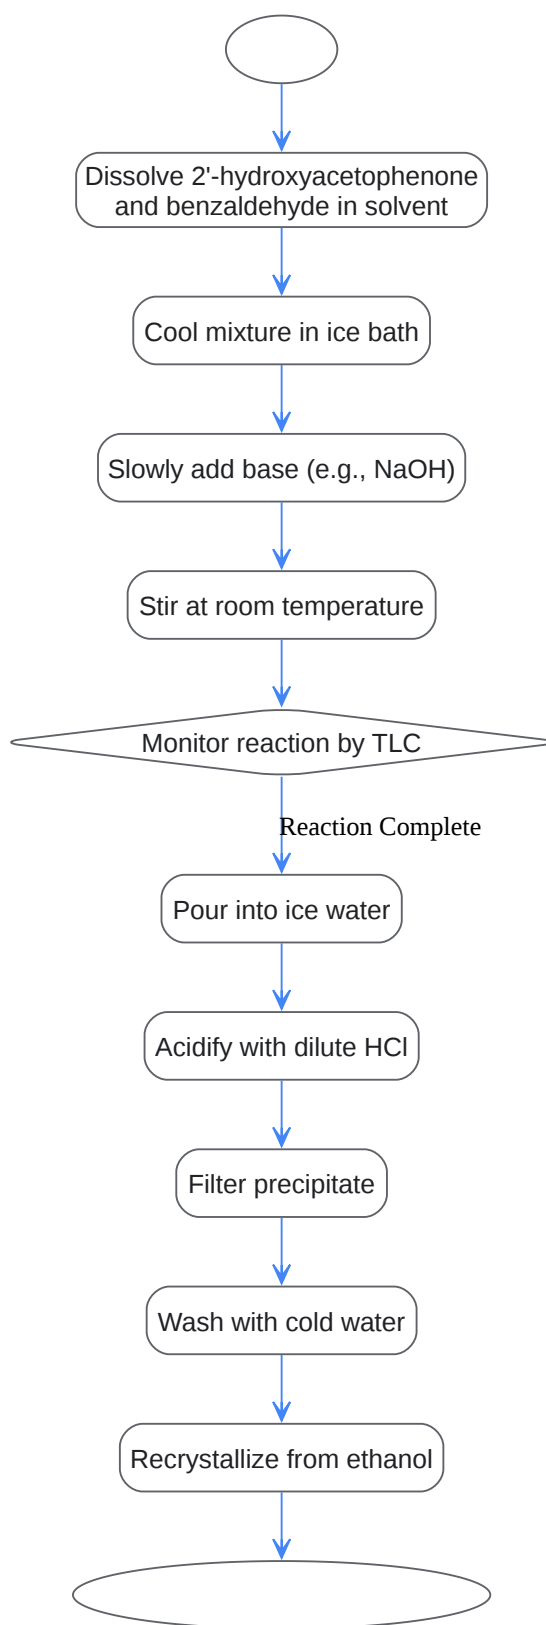 Dissolve 2'-hydroxyacetophenone
and benzaldehyde in solvent
Cool mixture in ice bath
Slowly add base (e.g., NaOH)
Stir at room temperature
Monitor reaction by TLC
Reaction Complete
Pour into ice water
Acidify with dilute HCl
Filter precipitate
Wash with cold water
Recrystallize from ethanol